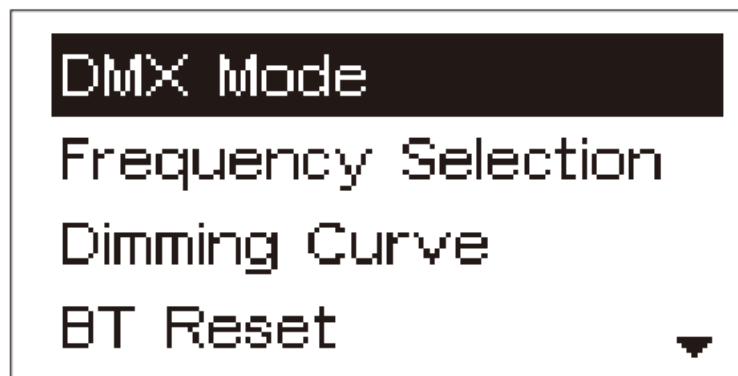 DMX Mode
Frequency Selection
Dimming Curve
BT Reset